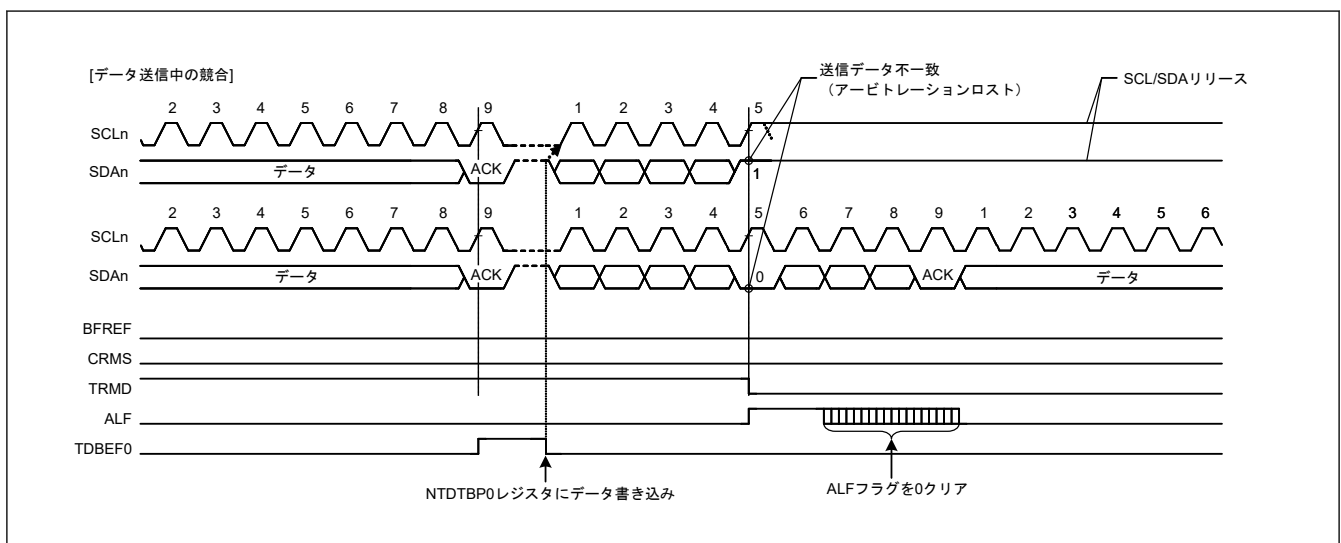 [データ送信中の競合]
送信データ不一致
（アービトレーションロスト）
SCL/SDAリリース
2 3 4 5 6 7 8 9 1 2 3 4 5
SCLn
SDAn データ ACK 1
2 3 4 5 6 7 8 9 1 2 3 4 5 6 7 8 9 1 2 3 4 5 6
SCLn
SDAn データ ACK 0 ACK データ
BFREF
CRMS
TRMD
ALF
TDBEF0
NTDTBP0レジスタにデータ書き込み
ALFフラグを0クリア